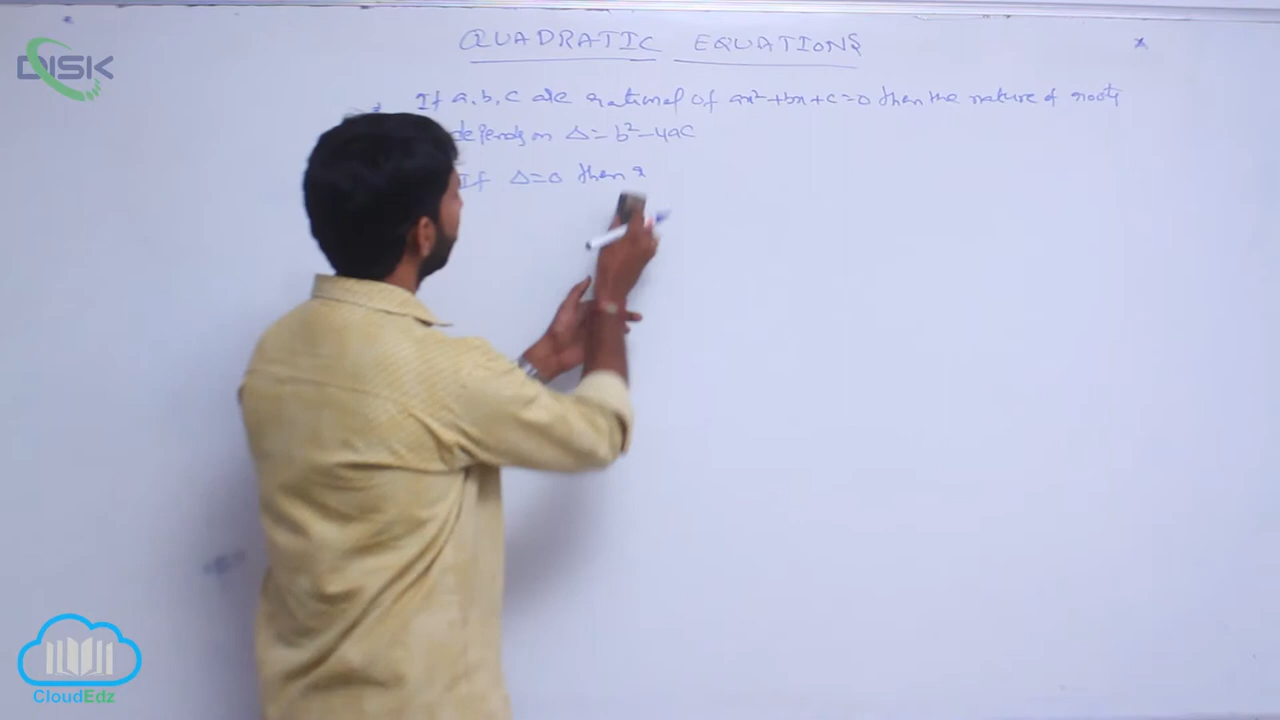 DISK
QUADRATIC EQUATIONS
* If a, b, c are rational of ax²+bx+c=0 then the nature of roots
depends on Δ=b²-4ac
If Δ=0 then
CloudEdz